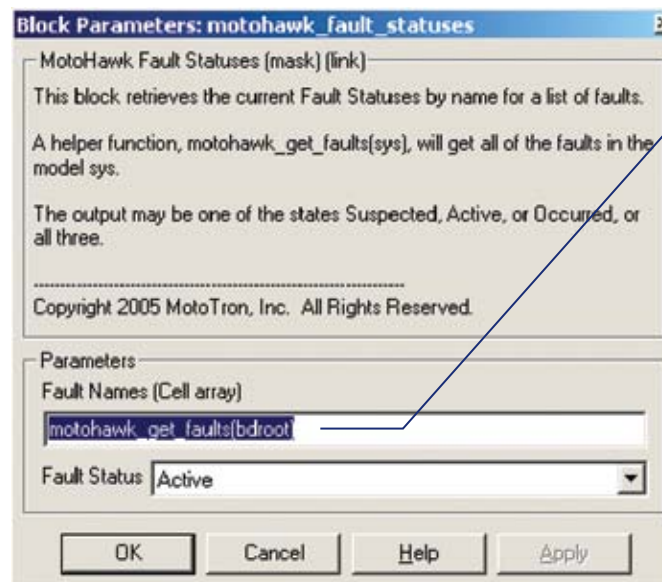 Block Parameters: motohawk_fault_statuses
MotoHawk Fault Statuses (mask) (link)
This block retrieves the current Fault Statuses by name for a list of faults.
A helper function, motohawk_get_faults(sys), will get all of the faults in the
model sys.
The output may be one of the states Suspected, Active, or Occurred, or
all three.
Copyright 2005 MotoTron, Inc. All Rights Reserved.
Parameters
Fault Names (Cell array)
motohawk_get_faults(bdroot)
Fault Status Active
OK Cancel Help Apply